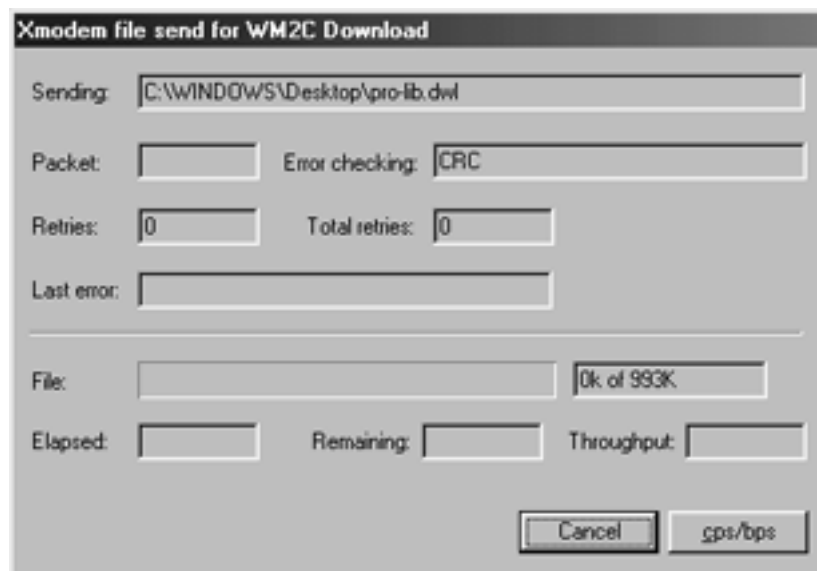 Xmodem file send for WM2C Download
Sending: C:\WINDOWS\Desktop\pro-lib.dwl
Packet: Error checking: CRC
Retries: 0 Total retries: 0
Last error:
File: 0k of 993K
Elapsed: Remaining: Throughput:
Cancel cps/bps